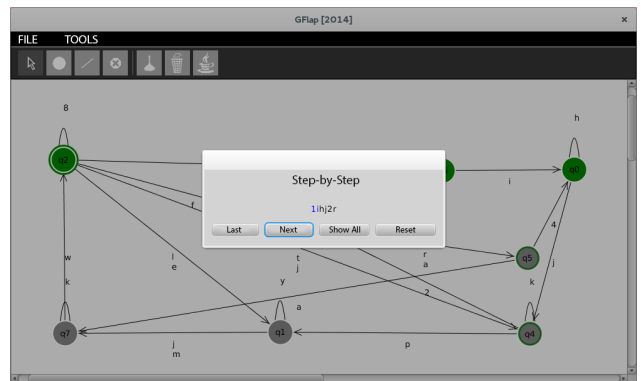 GFlap [2014] ×
FILE TOOLS
8
h
q2
q0
i
Step-by-Step
1ihj2r
Last Next Show All Reset
f
4
q5
j
r
a
t
j
l
e
w
k
y
k
2
a
q7
q1
q4
j
m
p